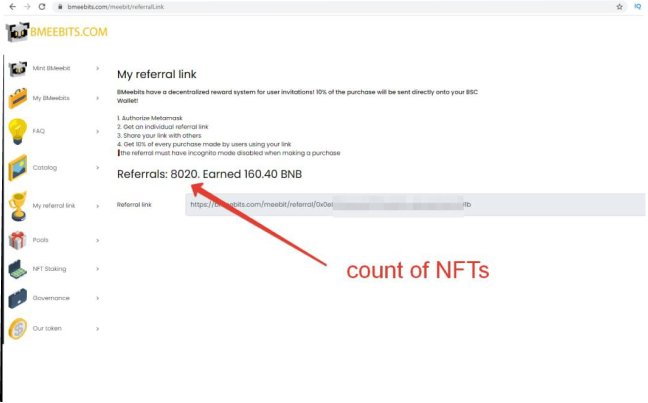 bmeebits.com/meebit/referralLink
BMEEBITS.COM
Mint BMeebit
My BMeebits
FAQ
Catalog
My referral link
Pools
NFT Staking
Governance
Our token
My referral link
BMeebits have a decentralized reward system for user invitations! 10% of the purchase will be sent directly onto your BSC
Wallet!
1. Authorize Metamask
2. Get an individual referral link
3. Share your link with others
4. Get 10% of every purchase made by users using your link
the referral must have incognito mode disabled when making a purchase
Referrals: 8020. Earned 160.40 BNB
Referral link
https://bmeebits.com/meebit/referral/0x0e
count of NFTs